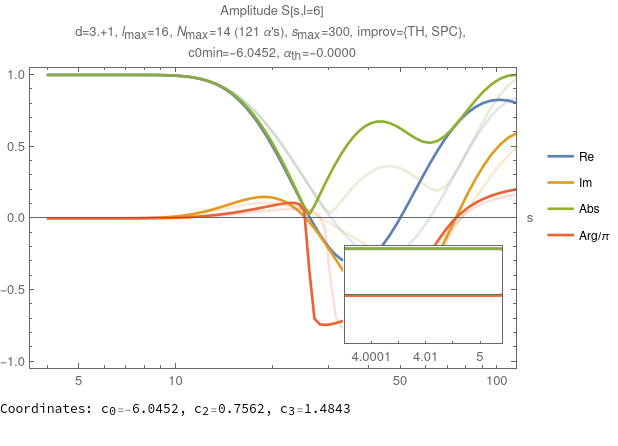 Amplitude S[s,l=6]
d=3.+1, lmax=16, Nmax=14 (121 α's), smax=300, improv={TH, SPC},
c0min=−6.0452, αth=−0.0000
1.0
0.5
0.0
−0.5
−1.0
s
Re
Im
Abs
Arg/π
4.0001 4.01 5
5 10 50 100
Coordinates: c0=-6.0452, c2=0.7562, c3=1.4843